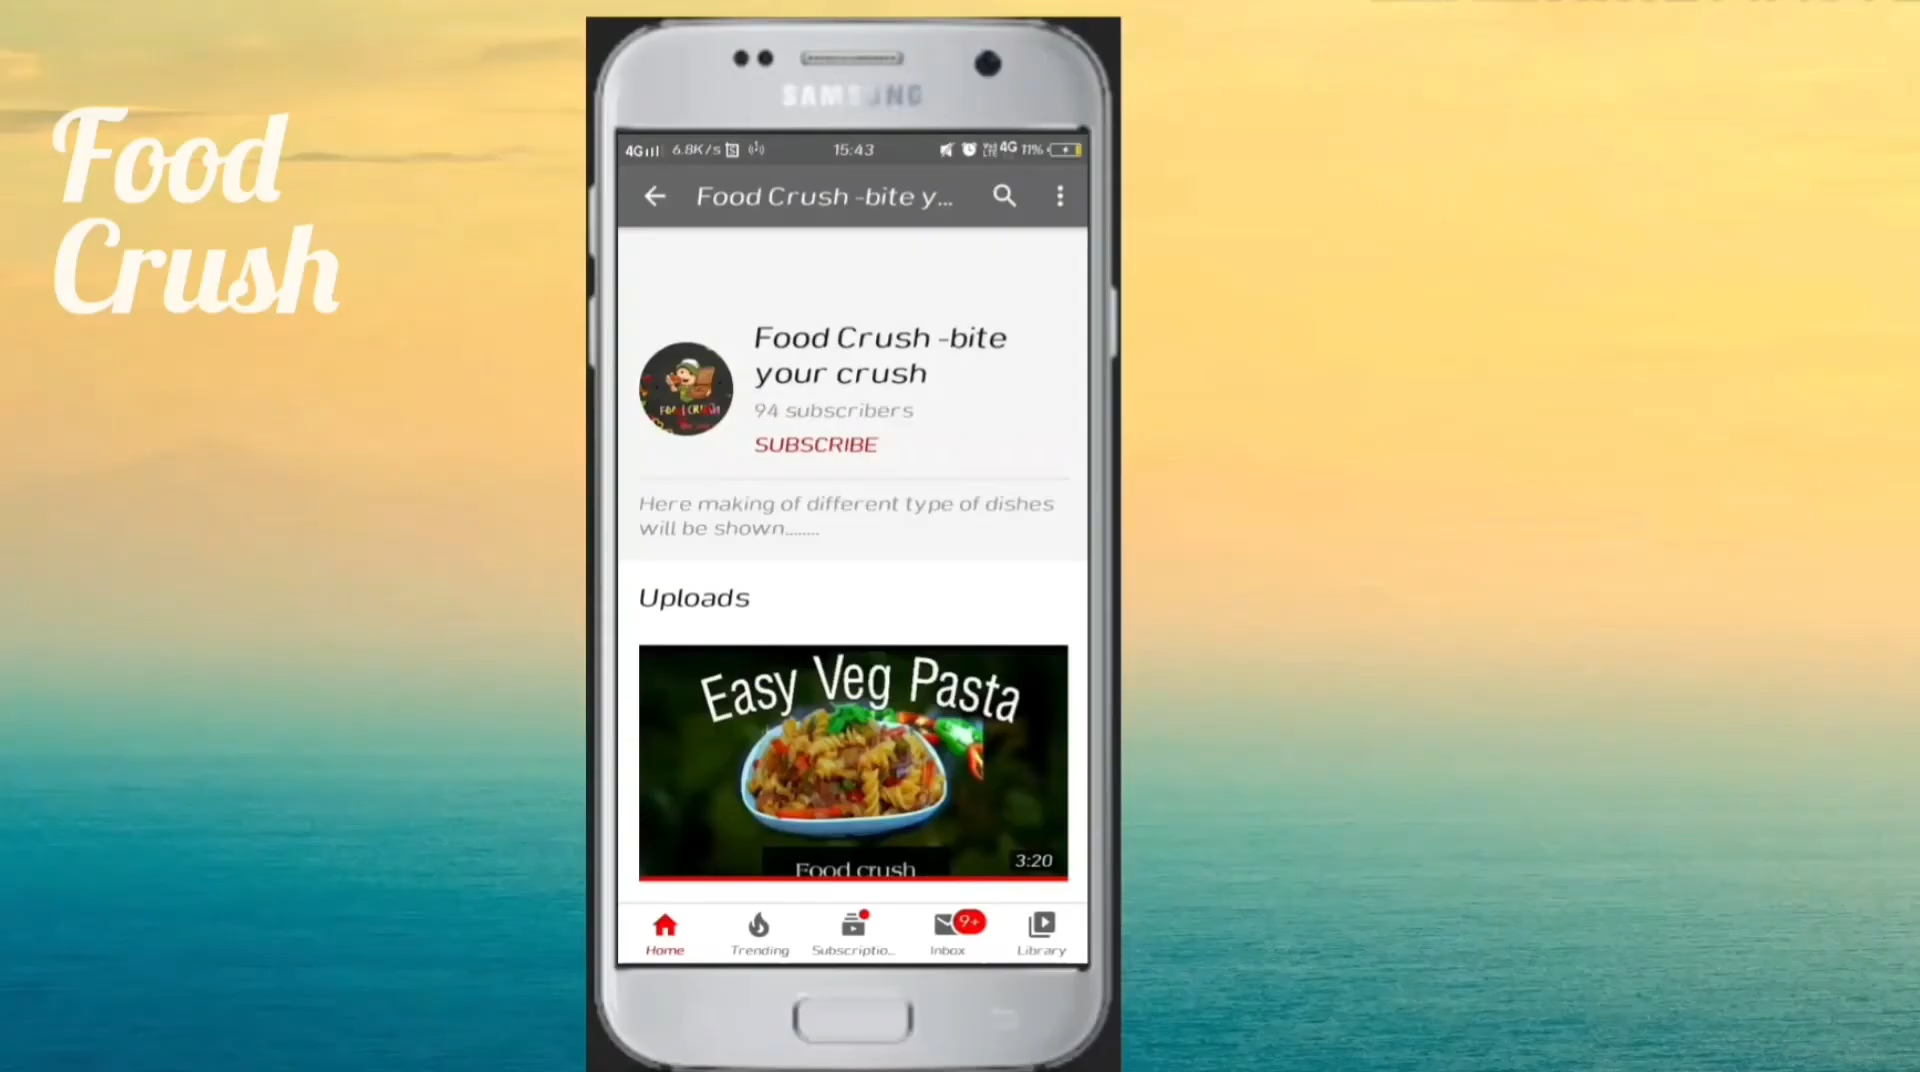 Food
Crush
SAMSUNG
4G 6.8K/s 15:43 4G 11%
Food Crush -bite y...
Food Crush -bite
your crush
94 subscribers
SUBSCRIBE
Here making of different type of dishes
will be shown........
Uploads
Easy Veg Pasta
Food crush
3:20
9+
Home Trending Subscriptio... Inbox Library